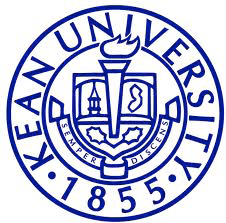 KEAN UNIVERSITY
· 1855 ·
SEMPER DISCENS